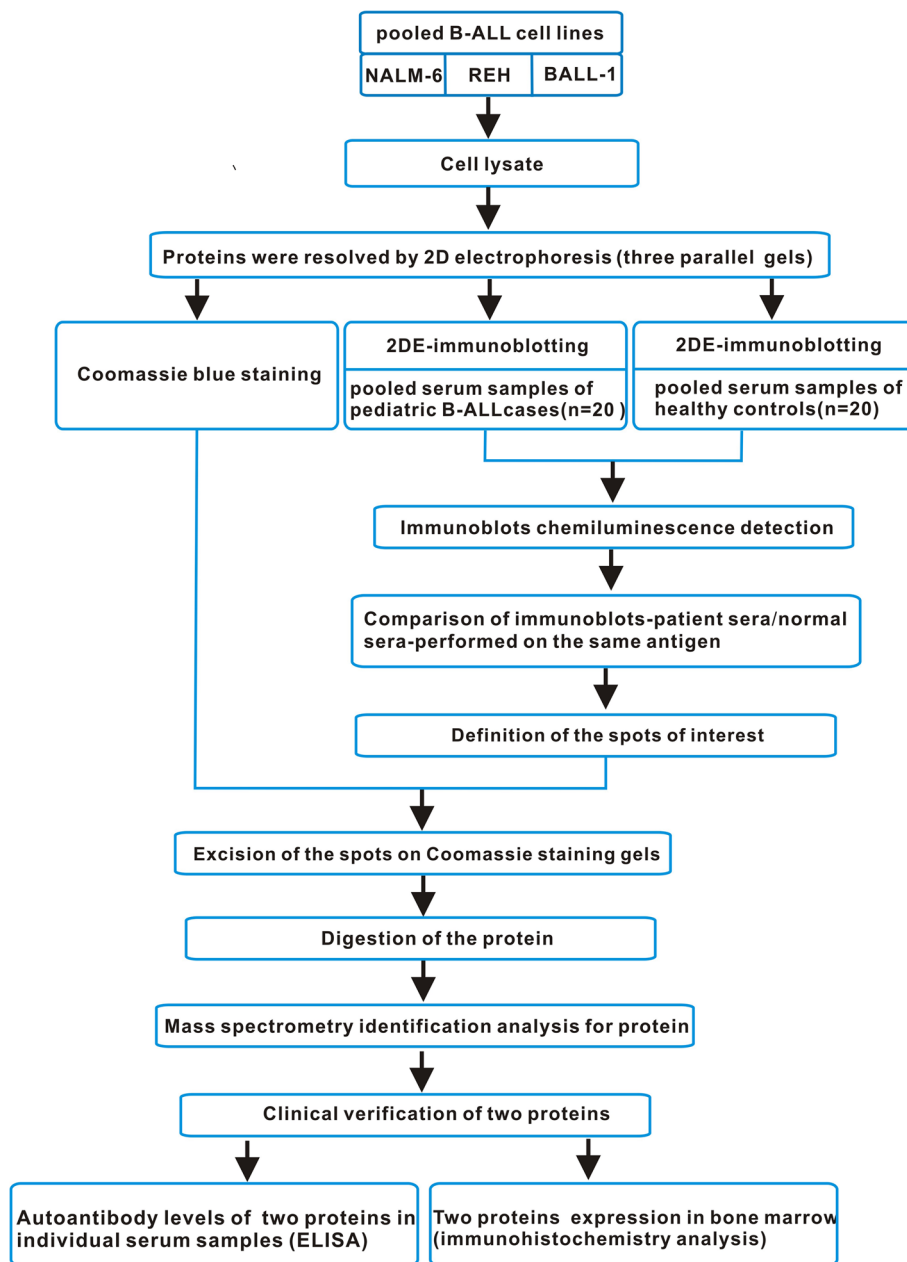 pooled B-ALL cell lines
NALM-6 REH BALL-1
Cell lysate
Proteins were resolved by 2D electrophoresis (three parallel gels)
Coomassie blue staining
2DE-immunoblotting
pooled serum samples of
pediatric B-ALLcases(n=20 )
2DE-immunoblotting
pooled serum samples of
healthy controls(n=20)
Immunoblots chemiluminescence detection
Comparison of immunoblots-patient sera/normal
sera-performed on the same antigen
Definition of the spots of interest
Excision of the spots on Coomassie staining gels
Digestion of the protein
Mass spectrometry identification analysis for protein
Clinical verification of two proteins
Autoantibody levels of two proteins in
individual serum samples (ELISA)
Two proteins expression in bone marrow
(immunohistochemistry analysis)